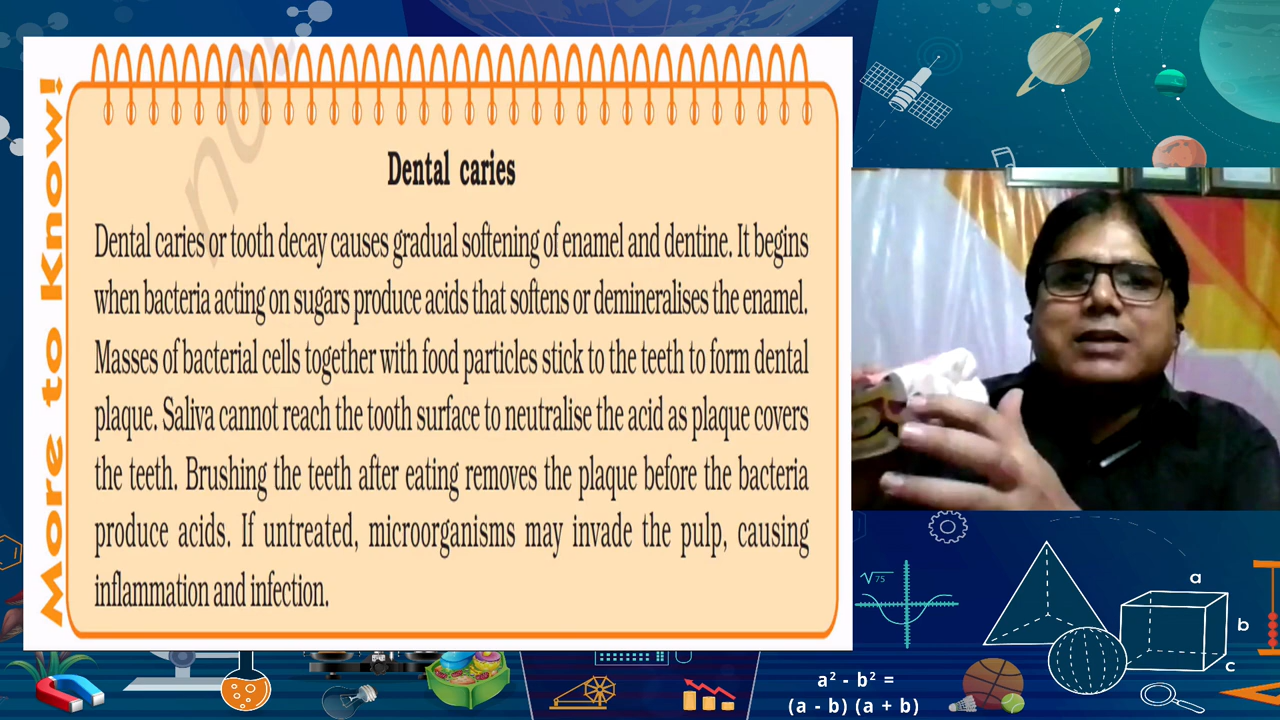 More to Know!
Dental caries
Dental caries or tooth decay causes gradual softening of enamel and dentine. It begins
when bacteria acting on sugars produce acids that softens or demineralises the enamel.
Masses of bacterial cells together with food particles stick to the teeth to form dental
plaque. Saliva cannot reach the tooth surface to neutralise the acid as plaque covers
the teeth. Brushing the teeth after eating removes the plaque before the bacteria
produce acids. If untreated, microorganisms may invade the pulp, causing
inflammation and infection.
√75
a
b
c
a² - b² =
(a - b) (a + b)